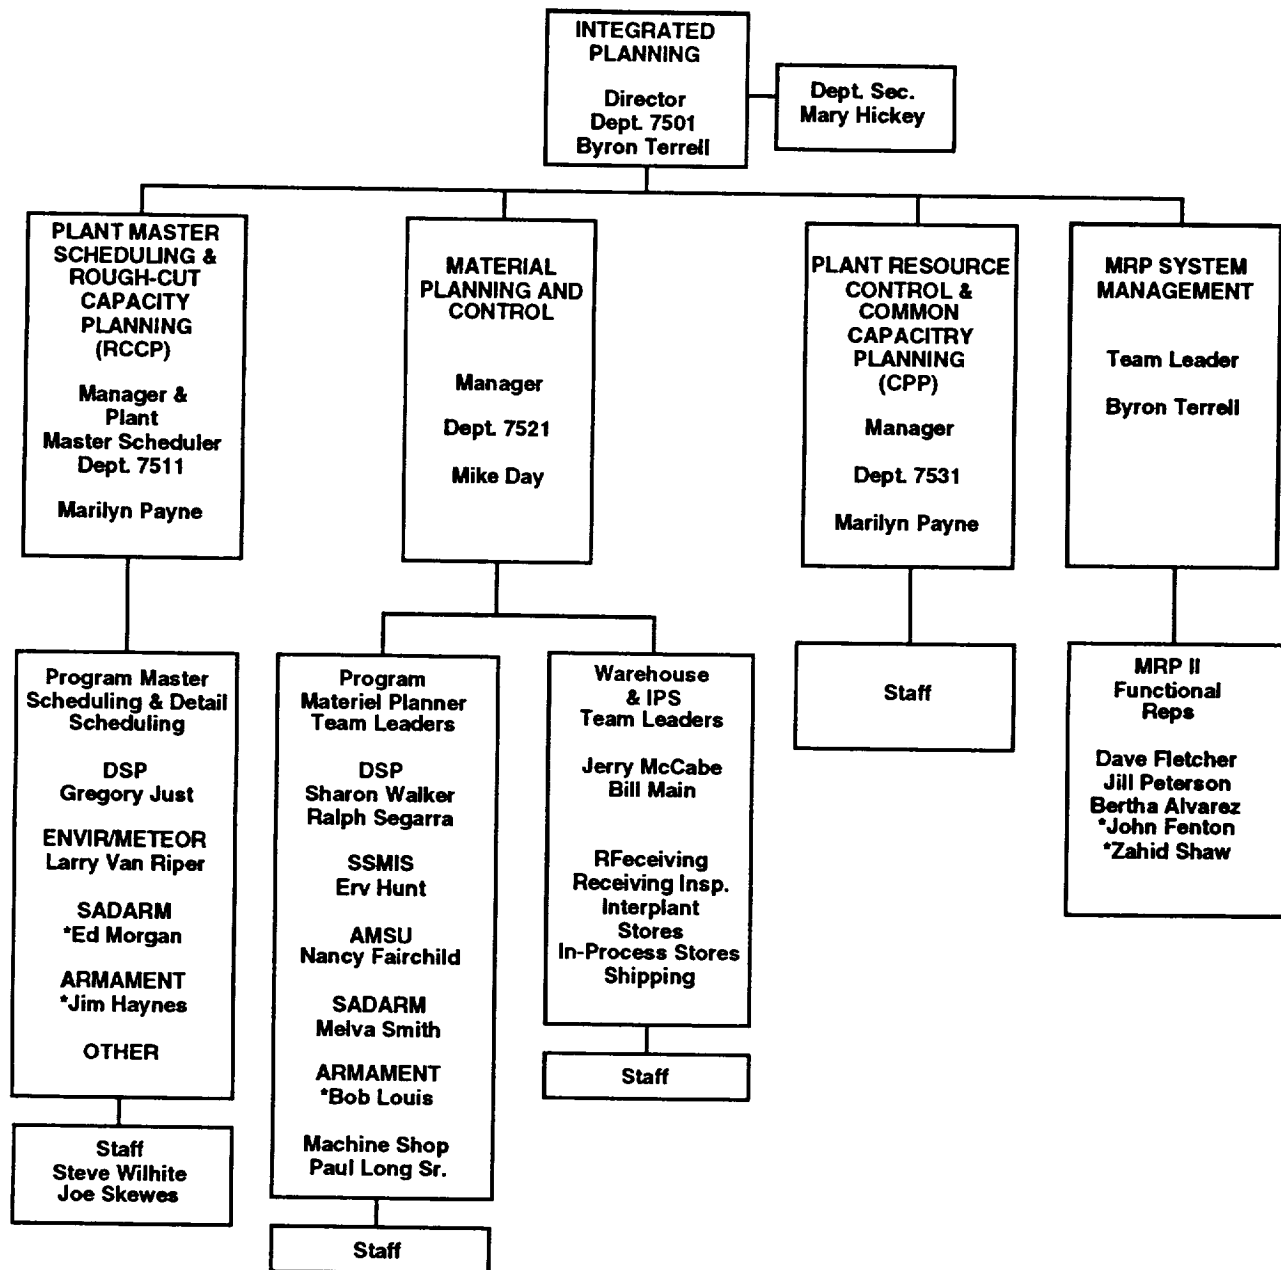 INTEGRATED
PLANNING
Director
Dept. 7501
Byron Terrell
Dept. Sec.
Mary Hickey
PLANT MASTER
SCHEDULING &
ROUGH-CUT
CAPACITY
PLANNING
(RCCP)
Manager &
Plant
Master Scheduler
Dept. 7511
Marilyn Payne
MATERIAL
PLANNING AND
CONTROL
Manager
Dept. 7521
Mike Day
PLANT RESOURCE
CONTROL &
COMMON
CAPACITRY
PLANNING
(CPP)
Manager
Dept. 7531
Marilyn Payne
MRP SYSTEM
MANAGEMENT
Team Leader
Byron Terrell
Program Master
Scheduling & Detail
Scheduling
DSP
Gregory Just
ENVIR/METEOR
Larry Van Riper
SADARM
*Ed Morgan
ARMAMENT
*Jim Haynes
OTHER
Staff
Steve Wilhite
Joe Skewes
Program
Materiel Planner
Team Leaders
DSP
Sharon Walker
Ralph Segarra
SSMIS
Erv Hunt
AMSU
Nancy Fairchild
SADARM
Melva Smith
ARMAMENT
*Bob Louis
Machine Shop
Paul Long Sr.
Staff
Warehouse
& IPS
Team Leaders
Jerry McCabe
Bill Main
RFeceiving
Receiving Insp.
Interplant
Stores
In-Process Stores
Shipping
Staff
Staff
MRP II
Functional
Reps
Dave Fletcher
Jill Peterson
Bertha Alvarez
*John Fenton
*Zahid Shaw